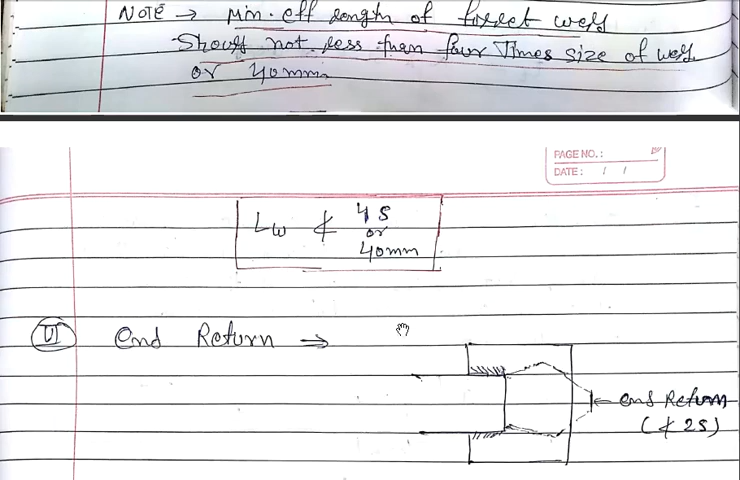 NOTE → Min. eff length of fillet weld
Should not less than four Times size of weld
or 40mm
PAGE NO.:
DATE: / /
Lw ≮ 4S
or
40mm
VI End Return →
← end Return
(≮ 2S)